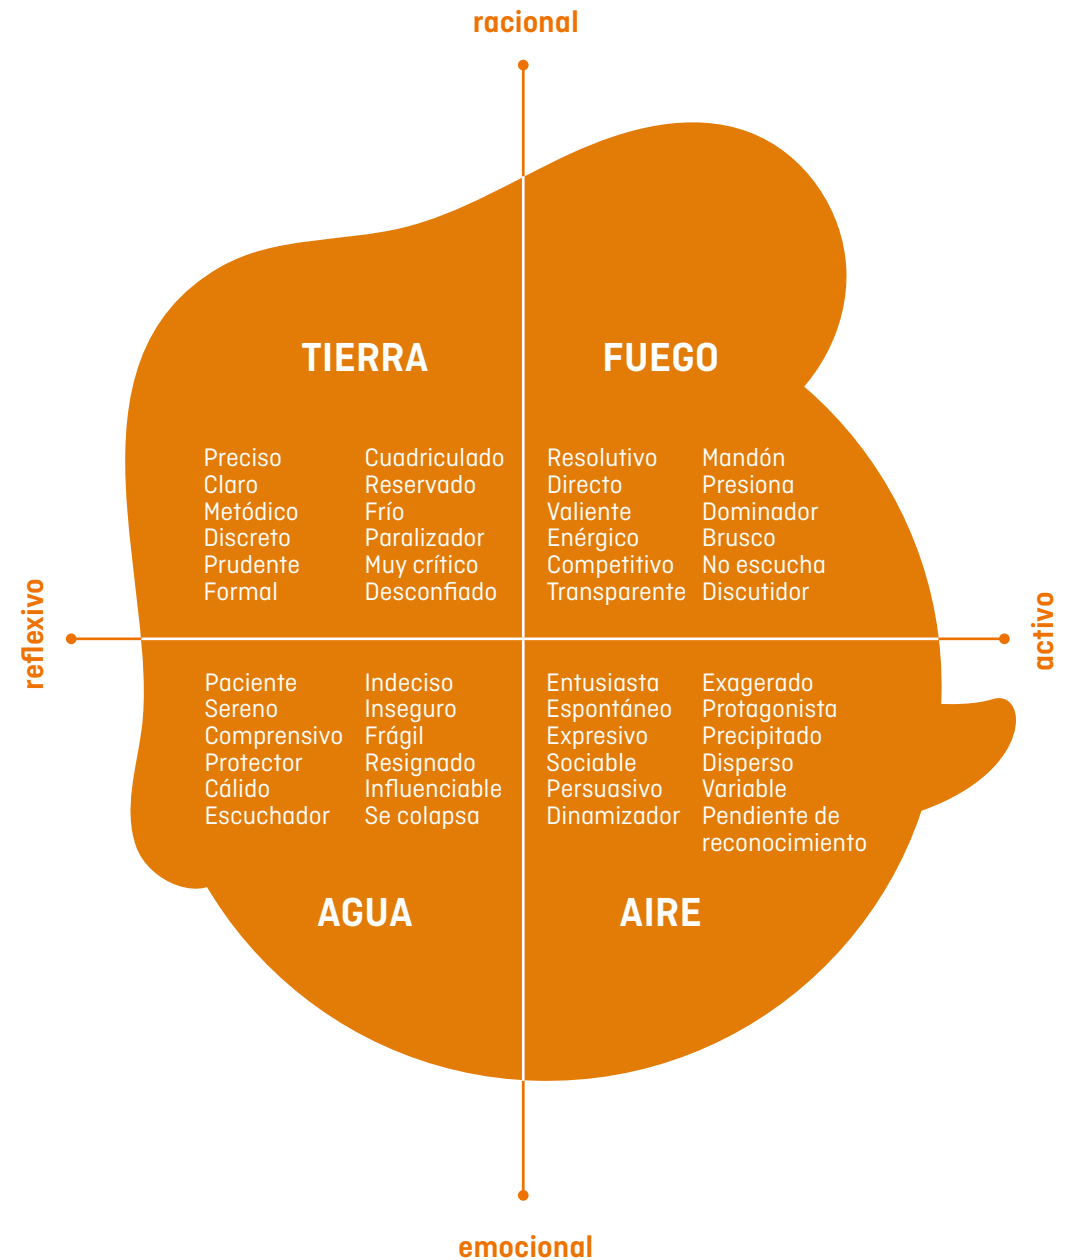 racional
TIERRA
Preciso
Claro
Metódico
Discreto
Prudente
Formal
Cuadriculado
Reservado
Frío
Paralizador
Muy crítico
Desconfiado
FUEGO
Resolutivo
Directo
Valiente
Enérgico
Competitivo
Transparente
Mandón
Presiona
Dominador
Brusco
No escucha
Discutidor
reflexivo
activo
Paciente
Sereno
Comprensivo
Protector
Cálido
Escuchador
Indeciso
Inseguro
Frágil
Resignado
Influenciable
Se colapsa
AGUA
Entusiasta
Espontáneo
Expresivo
Sociable
Persuasivo
Dinamizador
Exagerado
Protagonista
Precipitado
Disperso
Variable
Pendiente de
reconocimiento
AIRE
emocional